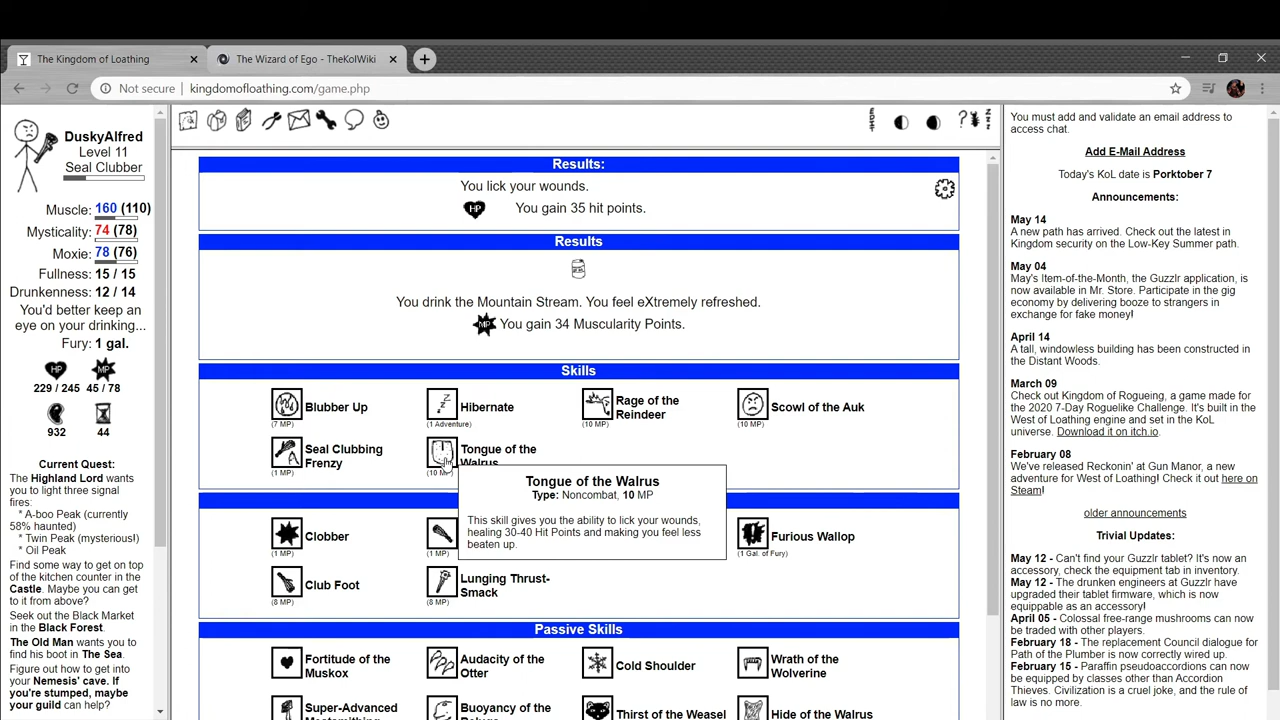 The Kingdom of Loathing
The Wizard of Ego - TheKolWiki
Not secure
kingdomofloathing.com/game.php
DuskyAlfred
Level 11
Seal Clubber
Muscle: 160 (110)
Mysticality: 74 (78)
Moxie: 78 (76)
Fullness: 15 / 15
Drunkenness: 12 / 14
You'd better keep an
eye on your drinking...
Fury: 1 gal.
HP
MP
229 / 245
45 / 78
932
44
Current Quest:
The Highland Lord wants
you to light three signal
fires:
* A-boo Peak (currently
58% haunted)
* Twin Peak (mysterious!)
* Oil Peak
Find some way to get on top
of the kitchen counter in the
Castle. Maybe you can get
to it from above?
Seek out the Black Market
in the Black Forest.
The Old Man wants you to
find his boot in The Sea.
Figure out how to get into
your Nemesis' cave. If
you're stumped, maybe
your guild can help?
EDIT
?
Z
Z
Z
Results:
You lick your wounds.
HP
You gain 35 hit points.
Results
You drink the Mountain Stream. You feel eXtremely refreshed.
MP
You gain 34 Muscularity Points.
Skills
Blubber Up
(7 MP)
Hibernate
(1 Adventure)
Rage of the
Reindeer
(10 MP)
Scowl of the Auk
(10 MP)
Seal Clubbing
Frenzy
(1 MP)
Tongue of the
Walrus
(10 MP)
Tongue of the Walrus
Type: Noncombat, 10 MP
This skill gives you the ability to lick your wounds,
healing 30-40 Hit Points and making you feel less
beaten up.
Clobber
(1 MP)
(1 MP)
Furious Wallop
(1 Gal. of Fury)
Club Foot
(8 MP)
Lunging Thrust-
Smack
(8 MP)
Passive Skills
Fortitude of the
Muskox
Audacity of the
Otter
Cold Shoulder
Wrath of the
Wolverine
Super-Advanced
Buoyancy of the
Thirst of the Weasel
Hide of the Walrus
You must add and validate an email address to
access chat.
Add E-Mail Address
Today's KoL date is Porktober 7
Announcements:
May 14
A new path has arrived. Check out the latest in
Kingdom security on the Low-Key Summer path.
May 04
May's Item-of-the-Month, the Guzzlr application, is
now available in Mr. Store. Participate in the gig
economy by delivering booze to strangers in
exchange for fake money!
April 14
A tall, windowless building has been constructed in
the Distant Woods.
March 09
Check out Kingdom of Rogueing, a game made for
the 2020 7-Day Roguelike Challenge. It's built in the
West of Loathing engine and set in the KoL
universe. Download it on itch.io.
February 08
We've released Reckonin' at Gun Manor, a new
adventure for West of Loathing! Check it out here on
Steam!
older announcements
Trivial Updates:
May 12 - Can't find your Guzzlr tablet? It's now an
accessory, check the equipment tab in inventory.
May 12 - The drunken engineers at Guzzlr have
upgraded their tablet firmware, which is now
equippable as an accessory!
April 05 - Colossal free-range mushrooms can now
be traded with other players.
February 18 - The replacement Council dialogue for
Path of the Plumber is now correctly wired up.
February 15 - Paraffin pseudoaccordions can now
be equipped by classes other than Accordion
Thieves. Civilization is a cruel joke, and the rule of
law is no more.